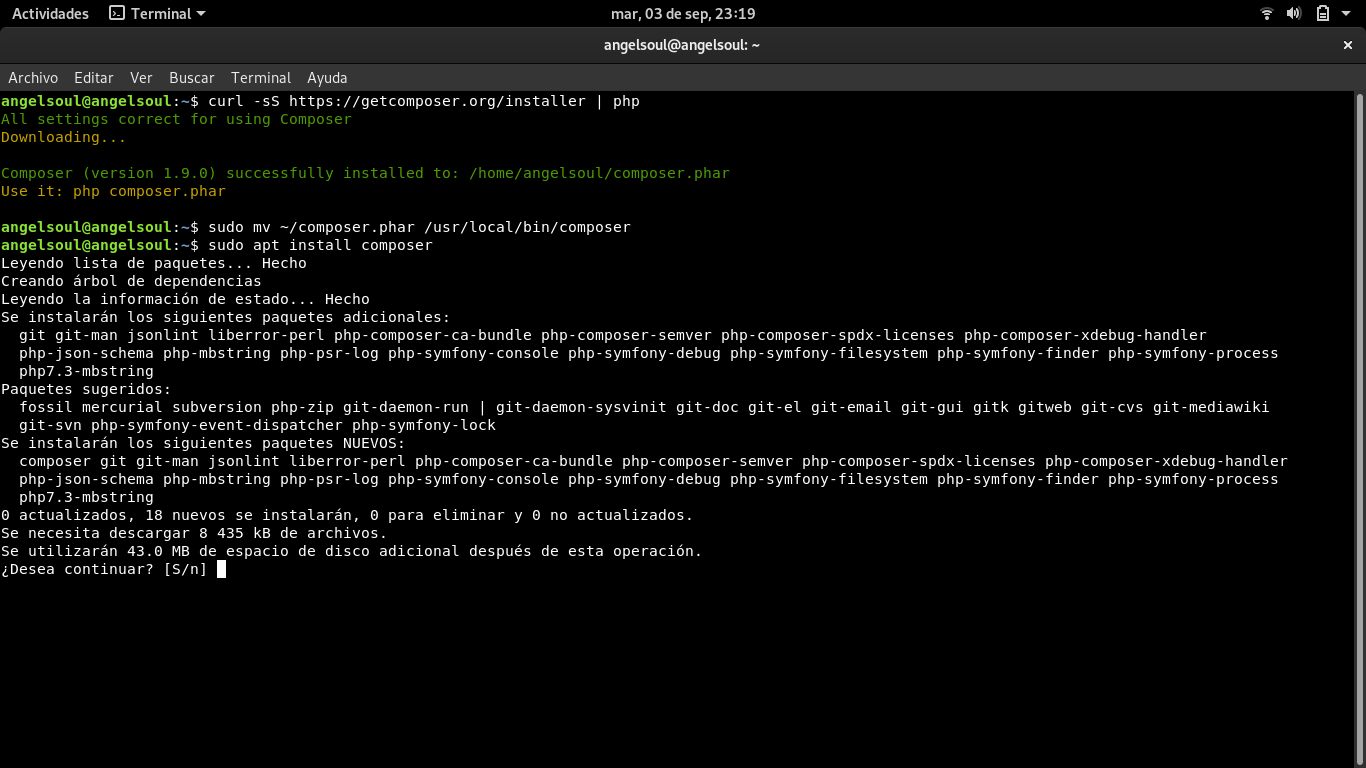 Actividades Terminal mar, 03 de sep, 23:19
angelsoul@angelsoul: ~
Archivo Editar Ver Buscar Terminal Ayuda
angelsoul@angelsoul:~$ curl -sS https://getcomposer.org/installer | php
All settings correct for using Composer
Downloading...
Composer (version 1.9.0) successfully installed to: /home/angelsoul/composer.phar
Use it: php composer.phar
angelsoul@angelsoul:~$ sudo mv ~/composer.phar /usr/local/bin/composer
angelsoul@angelsoul:~$ sudo apt install composer
Leyendo lista de paquetes... Hecho
Creando árbol de dependencias
Leyendo la información de estado... Hecho
Se instalarán los siguientes paquetes adicionales:
git git-man jsonlint liberror-perl php-composer-ca-bundle php-composer-semver php-composer-spdx-licenses php-composer-xdebug-handler
php-json-schema php-mbstring php-psr-log php-symfony-console php-symfony-debug php-symfony-filesystem php-symfony-finder php-symfony-process
php7.3-mbstring
Paquetes sugeridos:
fossil mercurial subversion php-zip git-daemon-run | git-daemon-sysvinit git-doc git-el git-email git-gui gitk gitweb git-cvs git-mediawiki
git-svn php-symfony-event-dispatcher php-symfony-lock
Se instalarán los siguientes paquetes NUEVOS:
composer git git-man jsonlint liberror-perl php-composer-ca-bundle php-composer-semver php-composer-spdx-licenses php-composer-xdebug-handler
php-json-schema php-mbstring php-psr-log php-symfony-console php-symfony-debug php-symfony-filesystem php-symfony-finder php-symfony-process
php7.3-mbstring
0 actualizados, 18 nuevos se instalarán, 0 para eliminar y 0 no actualizados.
Se necesita descargar 8 435 kB de archivos.
Se utilizarán 43.0 MB de espacio de disco adicional después de esta operación.
¿Desea continuar? [S/n]